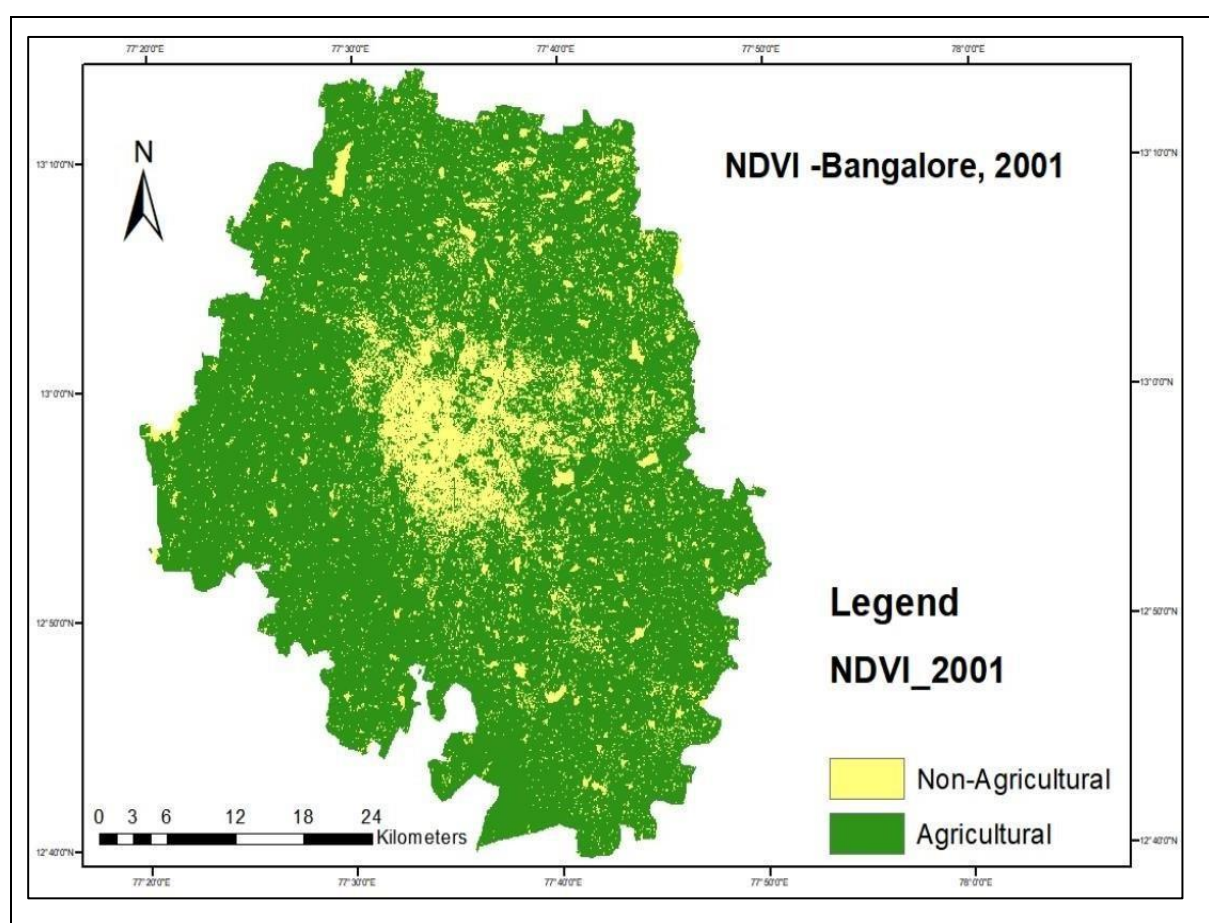 77°20'0"E 77°30'0"E 77°40'0"E 77°50'0"E 78°0'0"E
N
NDVI -Bangalore, 2001
13°10'0"N 13°10'0"N
13°0'0"N 13°0'0"N
12°50'0"N 12°50'0"N
Legend
NDVI_2001
Non-Agricultural
Agricultural
0 3 6 12 18 24
Kilometers
12°40'0"N 12°40'0"N
77°20'0"E 77°30'0"E 77°40'0"E 77°50'0"E 78°0'0"E